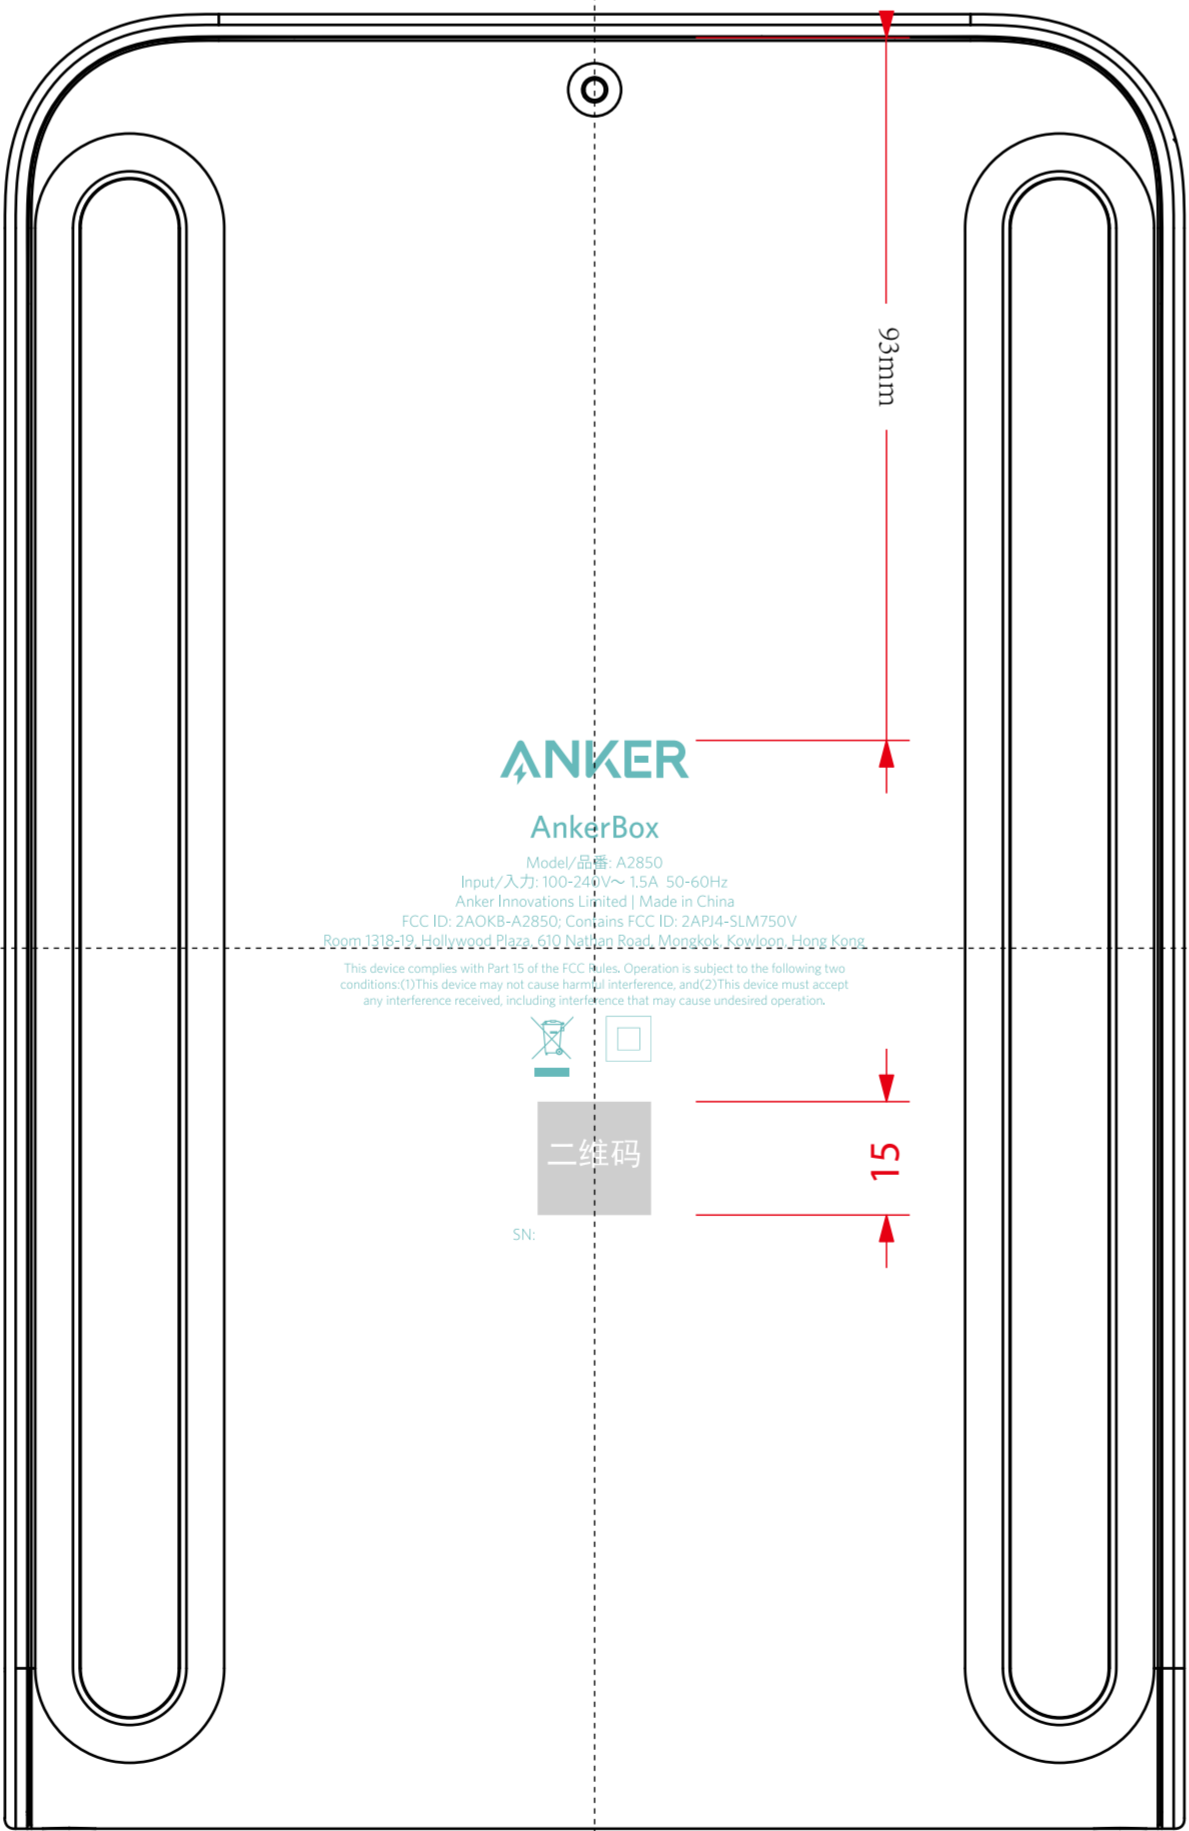 93mm
ANKER
AnkerBox
Model/品番: A2850
Input/入力: 100-240V～ 1.5A 50-60Hz
Anker Innovations Limited | Made in China
FCC ID: 2AOKB-A2850; Contains FCC ID: 2APJ4-SLM750V
Room 1318-19, Hollywood Plaza, 610 Nathan Road, Mongkok, Kowloon, Hong Kong
This device complies with Part 15 of the FCC Rules. Operation is subject to the following two
conditions:(1)This device may not cause harmful interference, and(2)This device must accept
any interference received, including interference that may cause undesired operation.
二维码
15
SN: